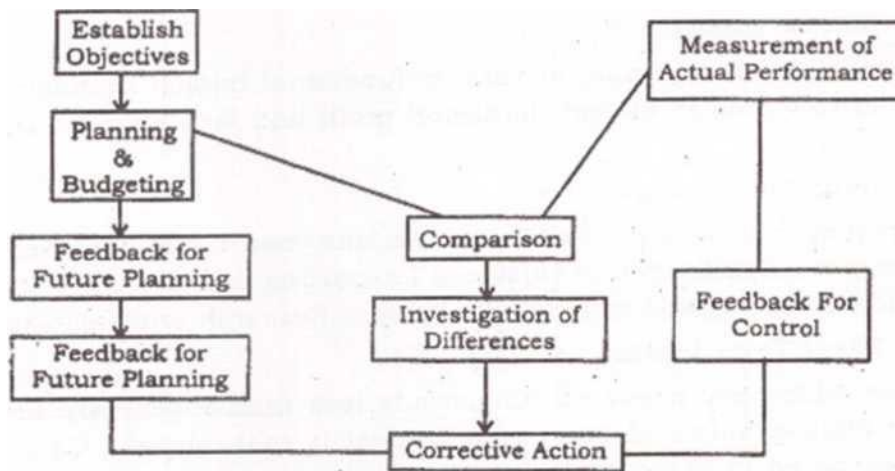 Establish
Objectives
Measurement of
Actual Performance
Planning
&
Budgeting
Comparison
Feedback for
Future Planning
Investigation of
Differences
Feedback For
Control
Feedback for
Future Planning
Corrective Action